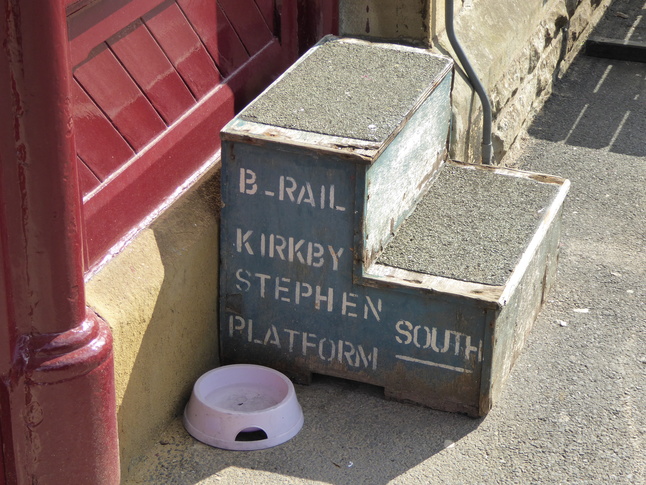 B-RAIL
KIRKBY
STEPHEN
PLATFORM SOUTH